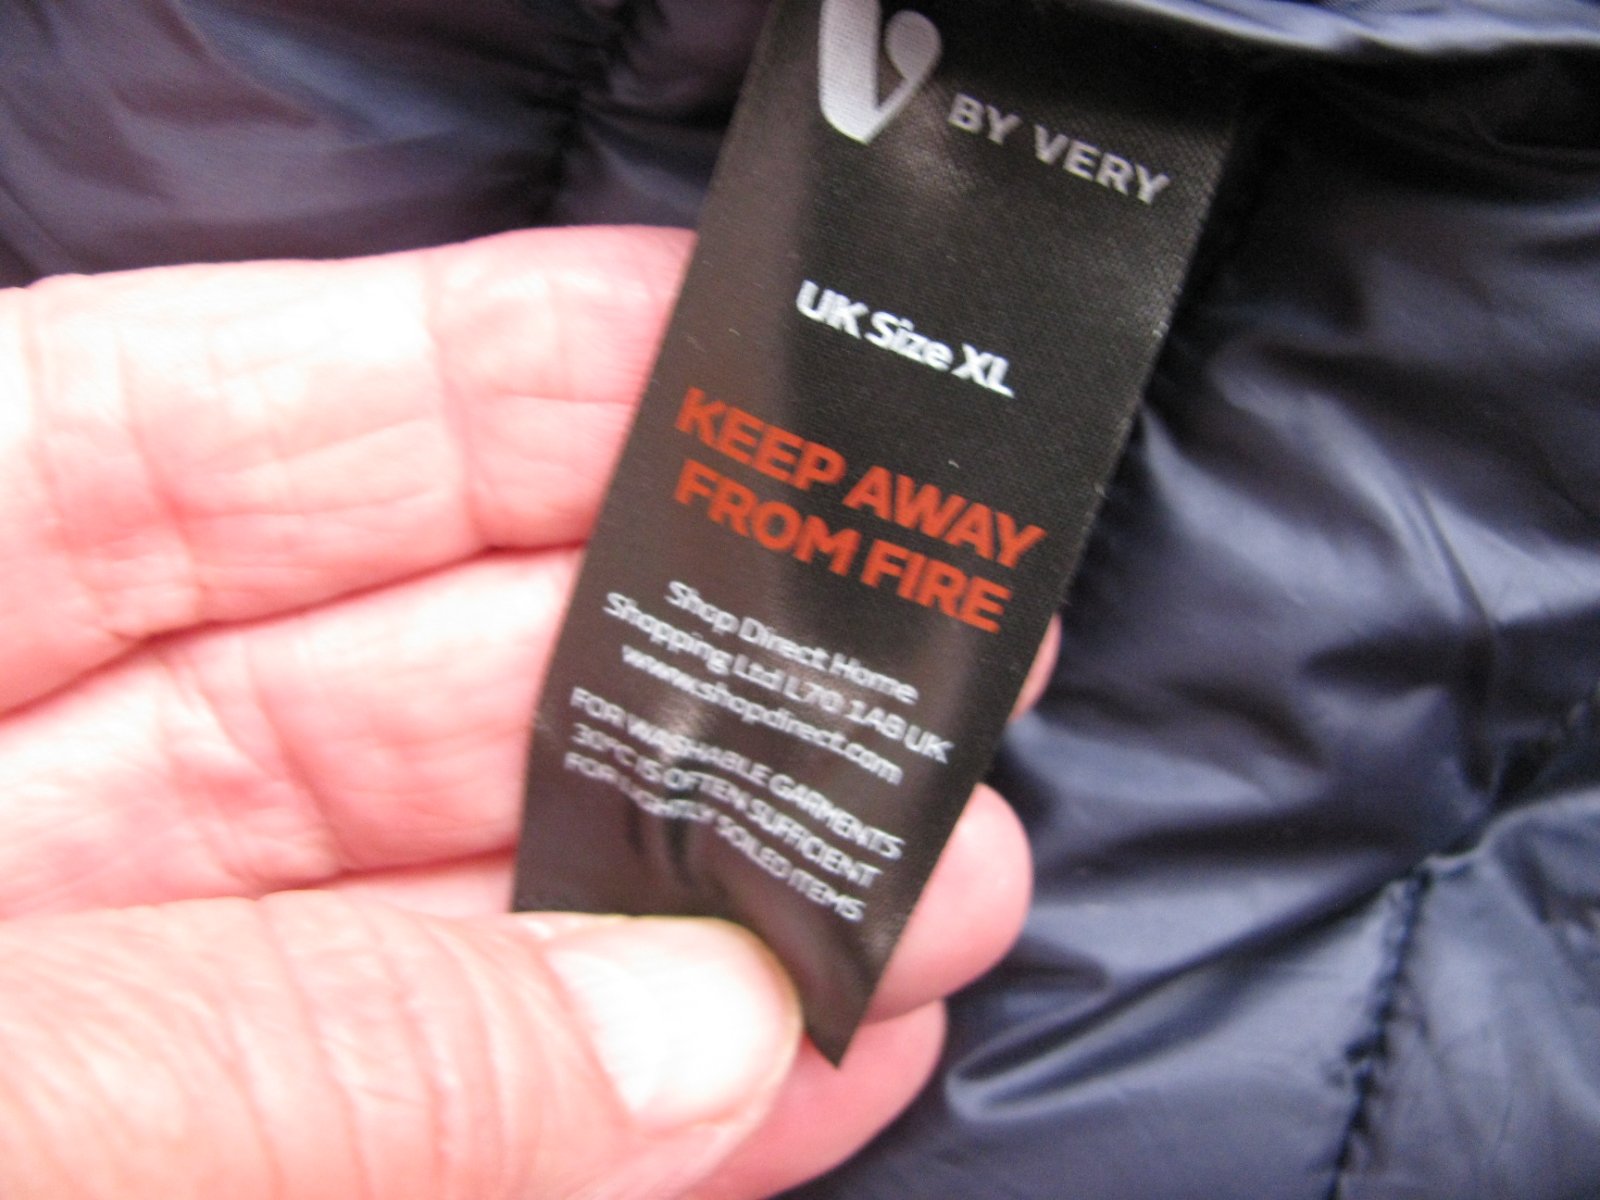 V BY VERY
UK Size XL
KEEP AWAY
FROM FIRE
Shop Direct Home
Shopping Ltd L70 1AB UK
www.shopdirect.com
FOR WASHABLE GARMENTS
30°C IS OFTEN SUFFICIENT
FOR LIGHTLY SOILED ITEMS